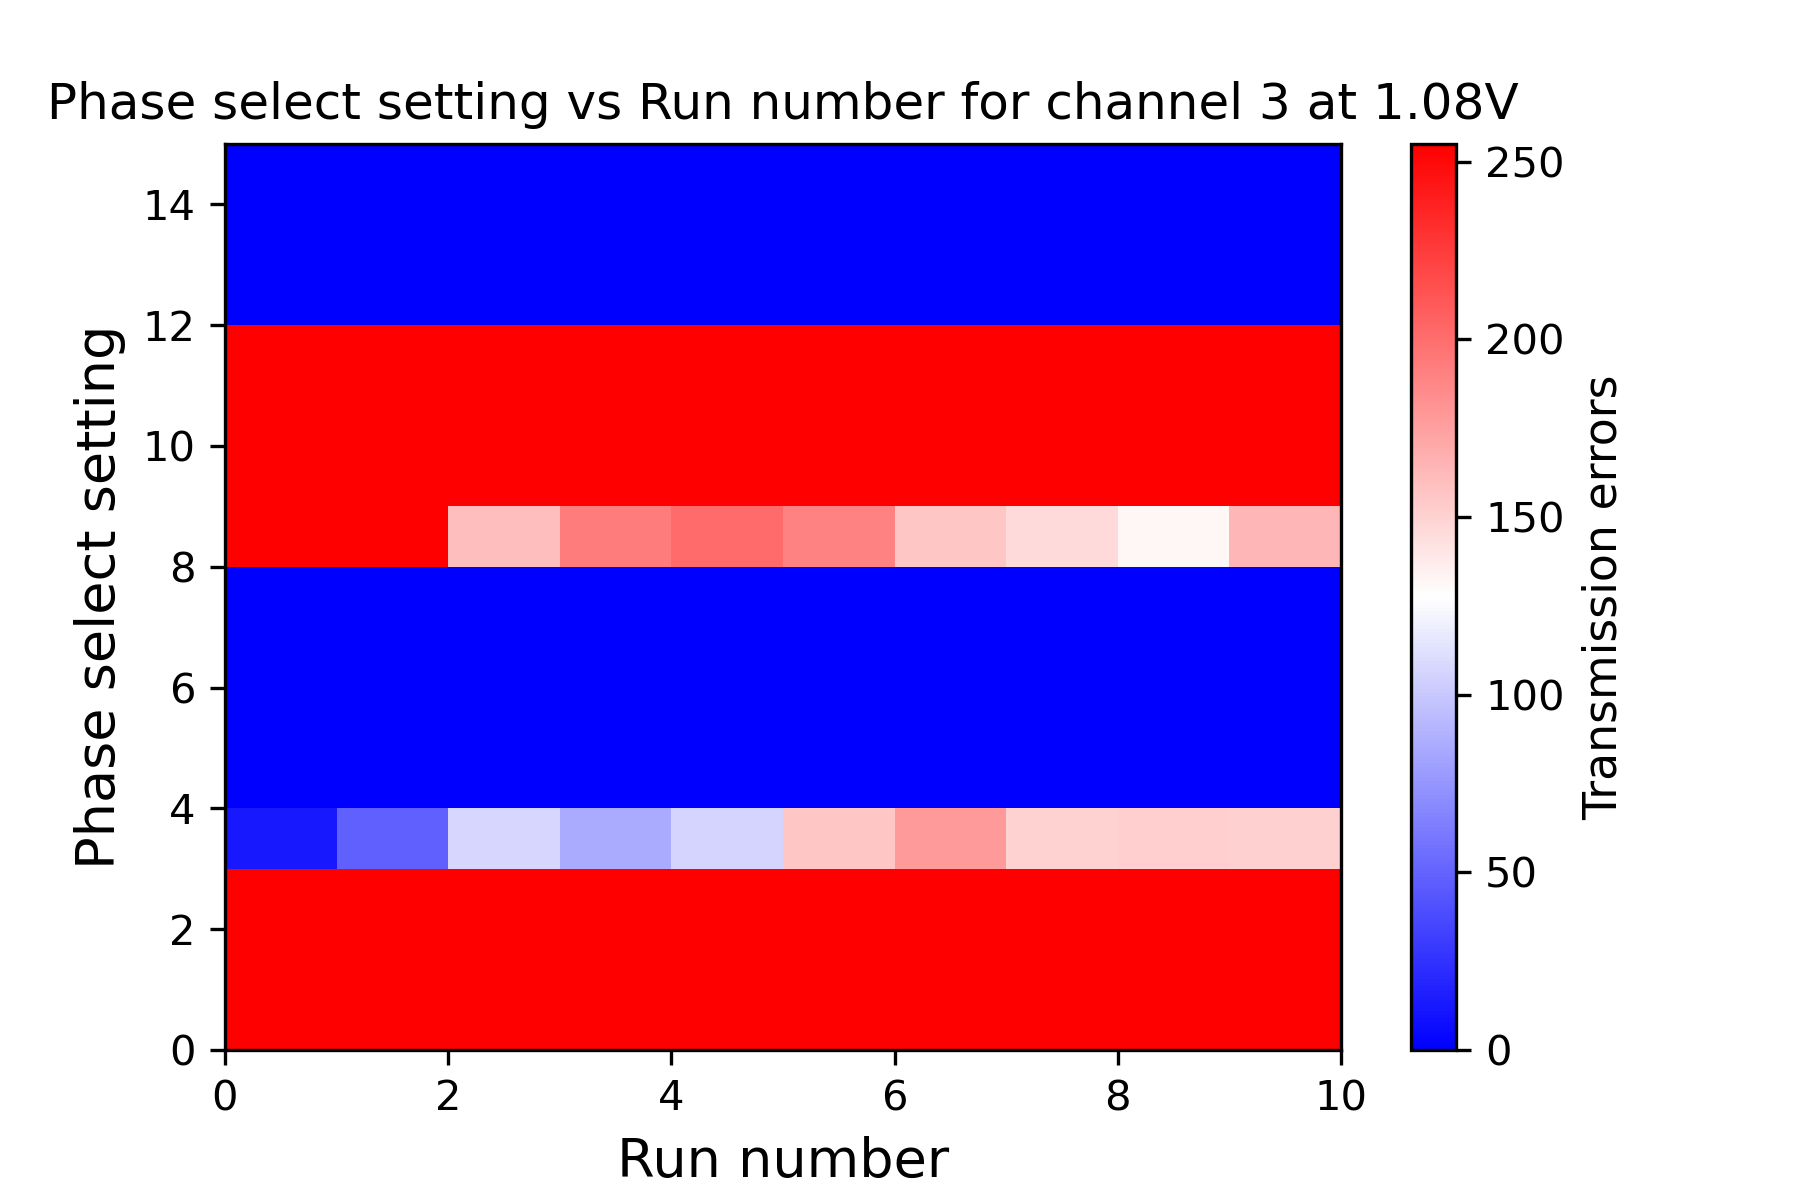 Phase select setting vs Run number for channel 3 at 1.08V
14
12
10
8
6
4
2
0
Phase select setting
0 2 4 6 8 10
Run number
250
200
150
100
50
0
Transmission errors